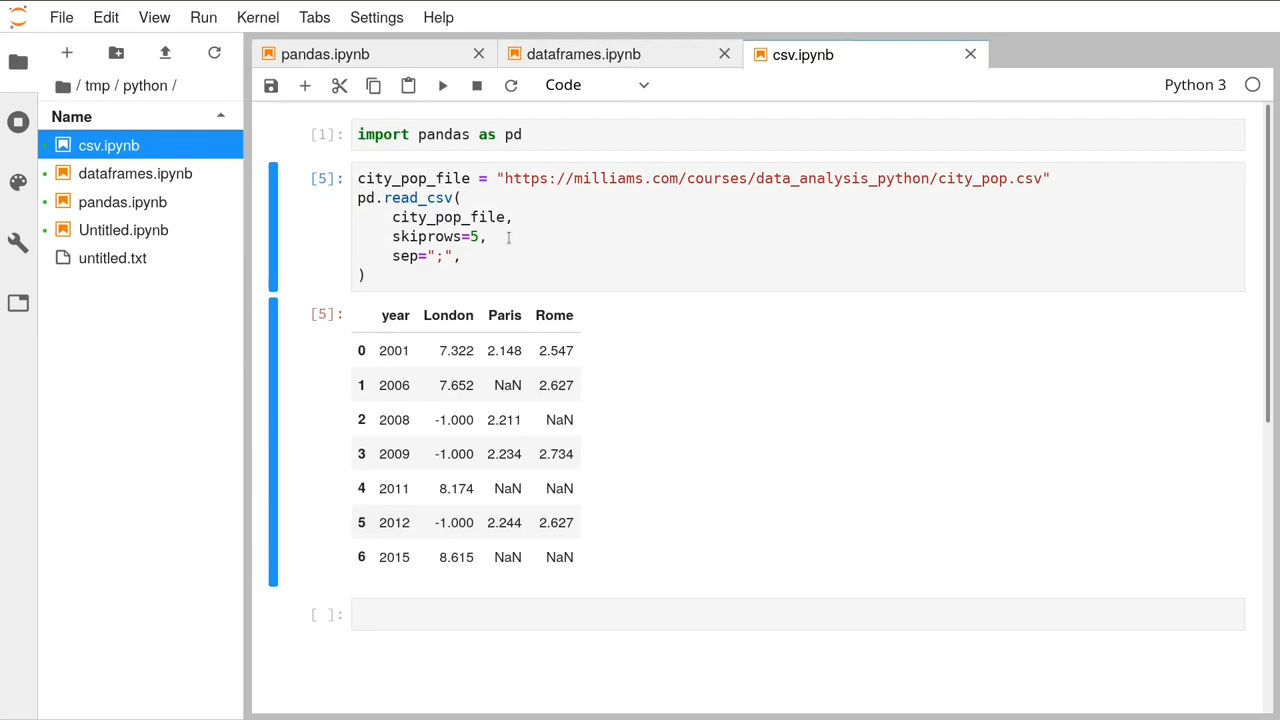 File Edit View Run Kernel Tabs Settings Help
/ tmp / python /
Name
csv.ipynb
dataframes.ipynb
pandas.ipynb
Untitled.ipynb
untitled.txt
pandas.ipynb dataframes.ipynb csv.ipynb
Code Python 3
[1]: import pandas as pd
[5]: city_pop_file = "https://milliams.com/courses/data_analysis_python/city_pop.csv"
pd.read_csv(
    city_pop_file,
    skiprows=5,
    sep=";",
)
[5]: year London Paris Rome
0 2001 7.322 2.148 2.547
1 2006 7.652 NaN 2.627
2 2008 -1.000 2.211 NaN
3 2009 -1.000 2.234 2.734
4 2011 8.174 NaN NaN
5 2012 -1.000 2.244 2.627
6 2015 8.615 NaN NaN
[ ]: